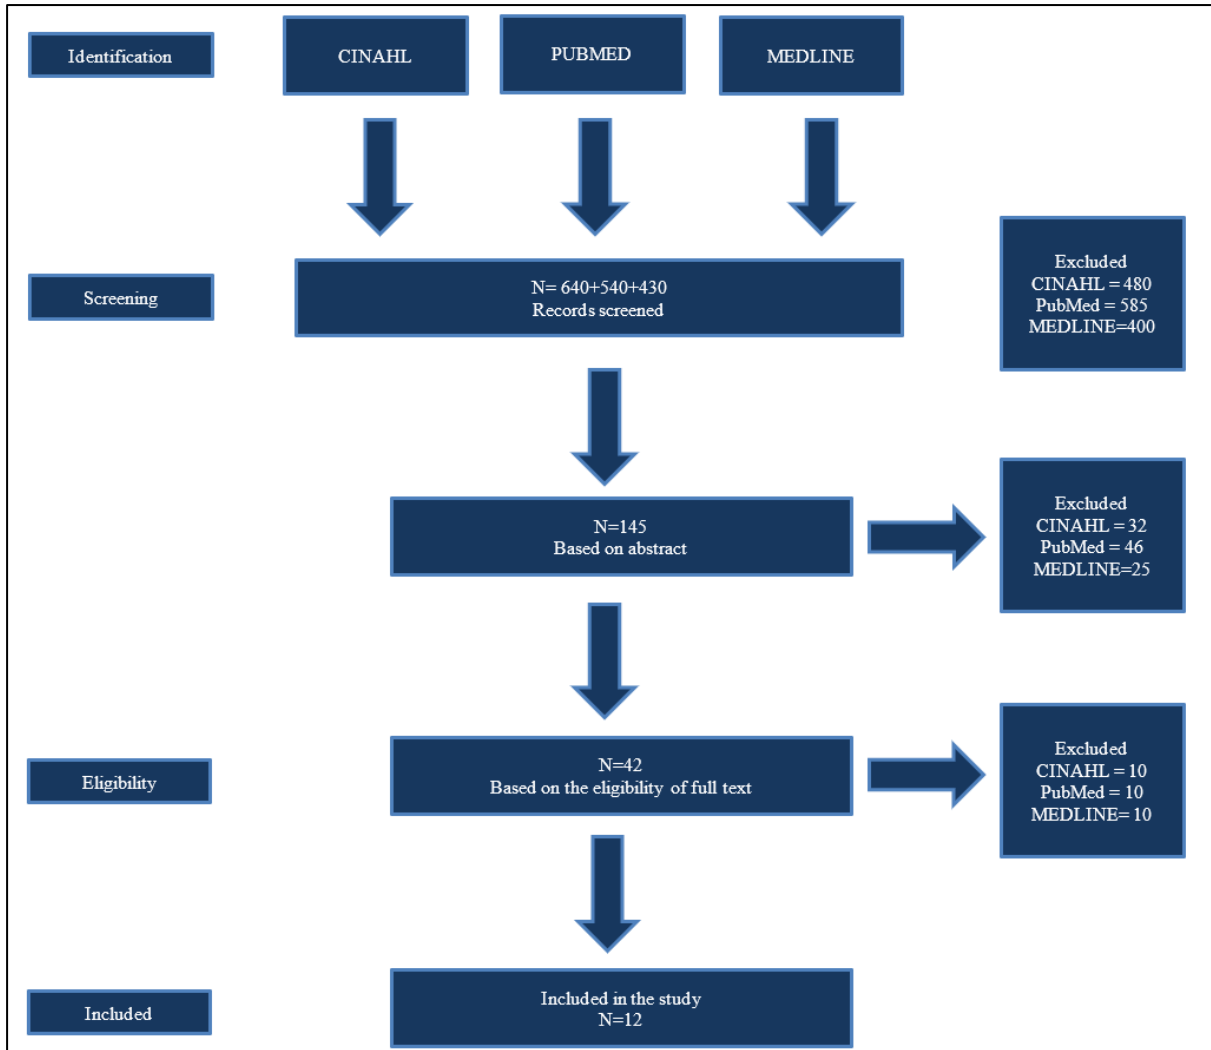 Identification
CINAHL
PUBMED
MEDLINE
Screening
N= 640+540+430
Records screened
Excluded
CINAHL = 480
PubMed = 585
MEDLINE=400
N=145
Based on abstract
Excluded
CINAHL = 32
PubMed = 46
MEDLINE=25
Eligibility
N=42
Based on the eligibility of full text
Excluded
CINAHL = 10
PubMed = 10
MEDLINE= 10
Included
Included in the study
N=12